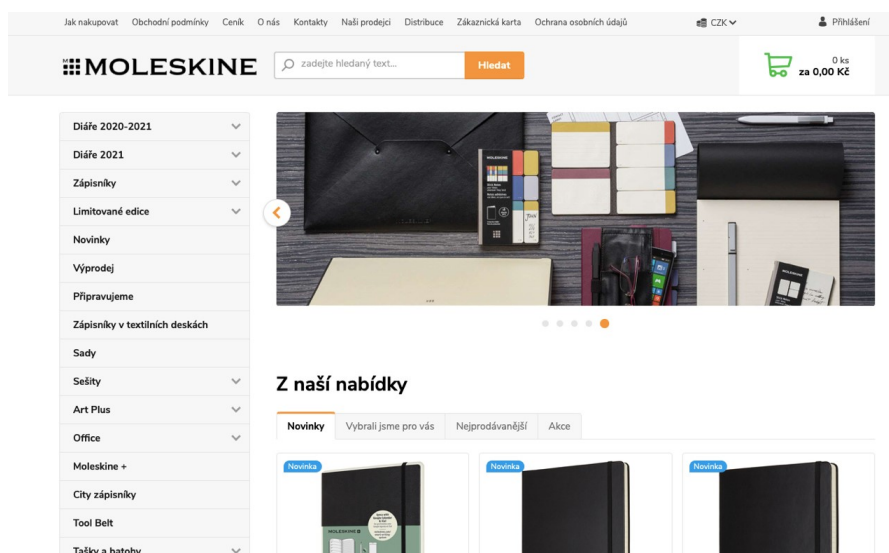 Jak nakupovat Obchodní podmínky Ceník O nás Kontakty Naši prodejci Distribuce Zákaznická karta Ochrana osobních údajů CZK Přihlášení
MOLESKINE
zadejte hledaný text...
Hledat
0 ks
za 0,00 Kč
Diáře 2020-2021
Diáře 2021
Zápisníky
Limitované edice
Novinky
Výprodej
Připravujeme
Zápisníky v textilních deskách
Sady
Sešity
Art Plus
Office
Moleskine +
City zápisníky
Tool Belt
Tašky a batohy
MOLESKINE
MOLESKINE
Z naší nabídky
Novinky Vybrali jsme pro vás Nejprodávanější Akce
Novinka Novinka Novinka
MOLESKINE